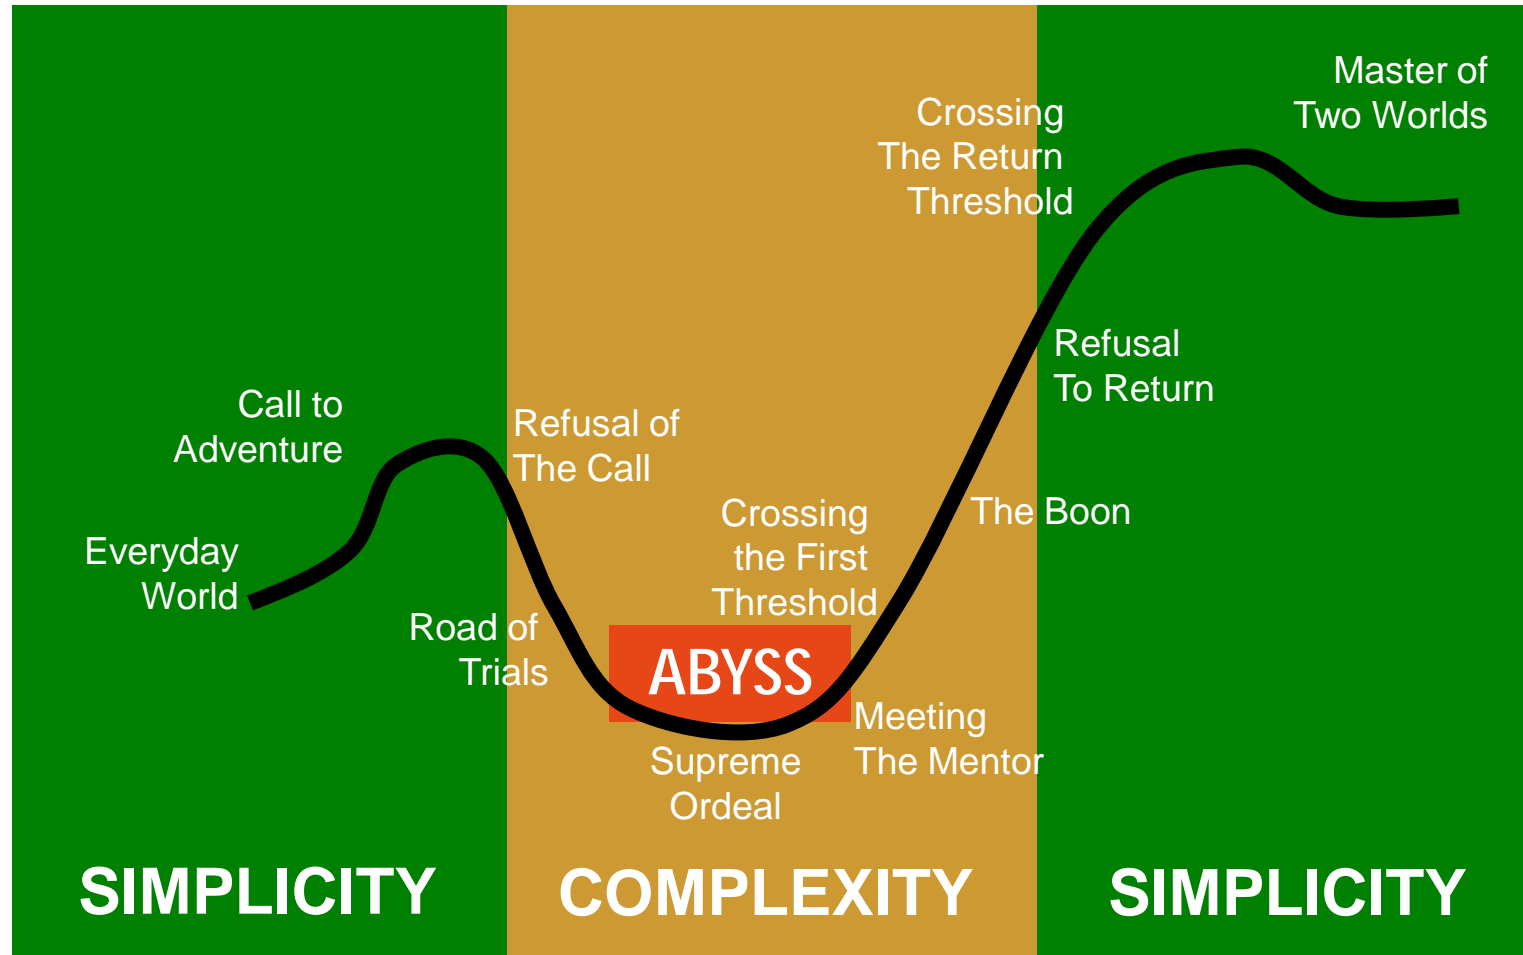 Master of
Two Worlds
Crossing
The Return
Threshold
Refusal
To Return
Call to
Adventure
Refusal of
The Call
The Boon
Crossing
the First
Threshold
Everyday
World
Road of
Trials
ABYSS
Meeting
The Mentor
Supreme
Ordeal
SIMPLICITY
COMPLEXITY
SIMPLICITY